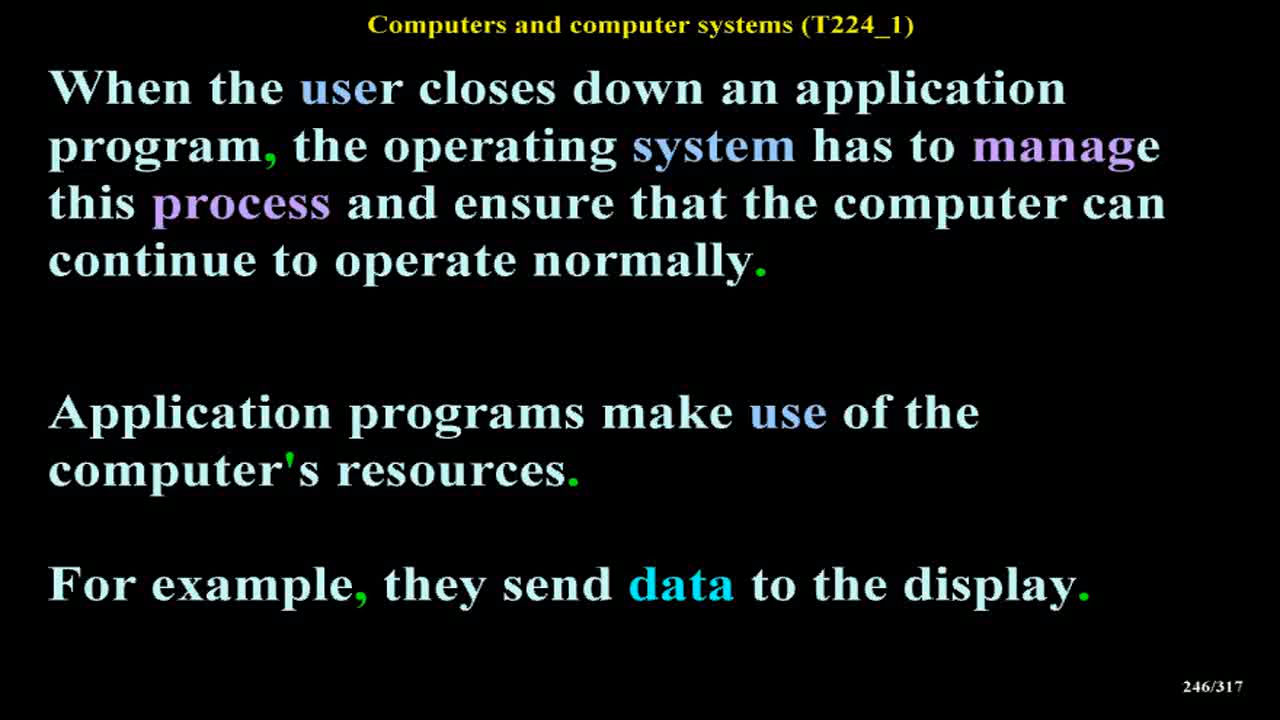 Computers and computer systems (T224_1)
When the user closes down an application
program, the operating system has to manage
this process and ensure that the computer can
continue to operate normally.
Application programs make use of the
computer's resources.
For example, they send data to the display.
246/317